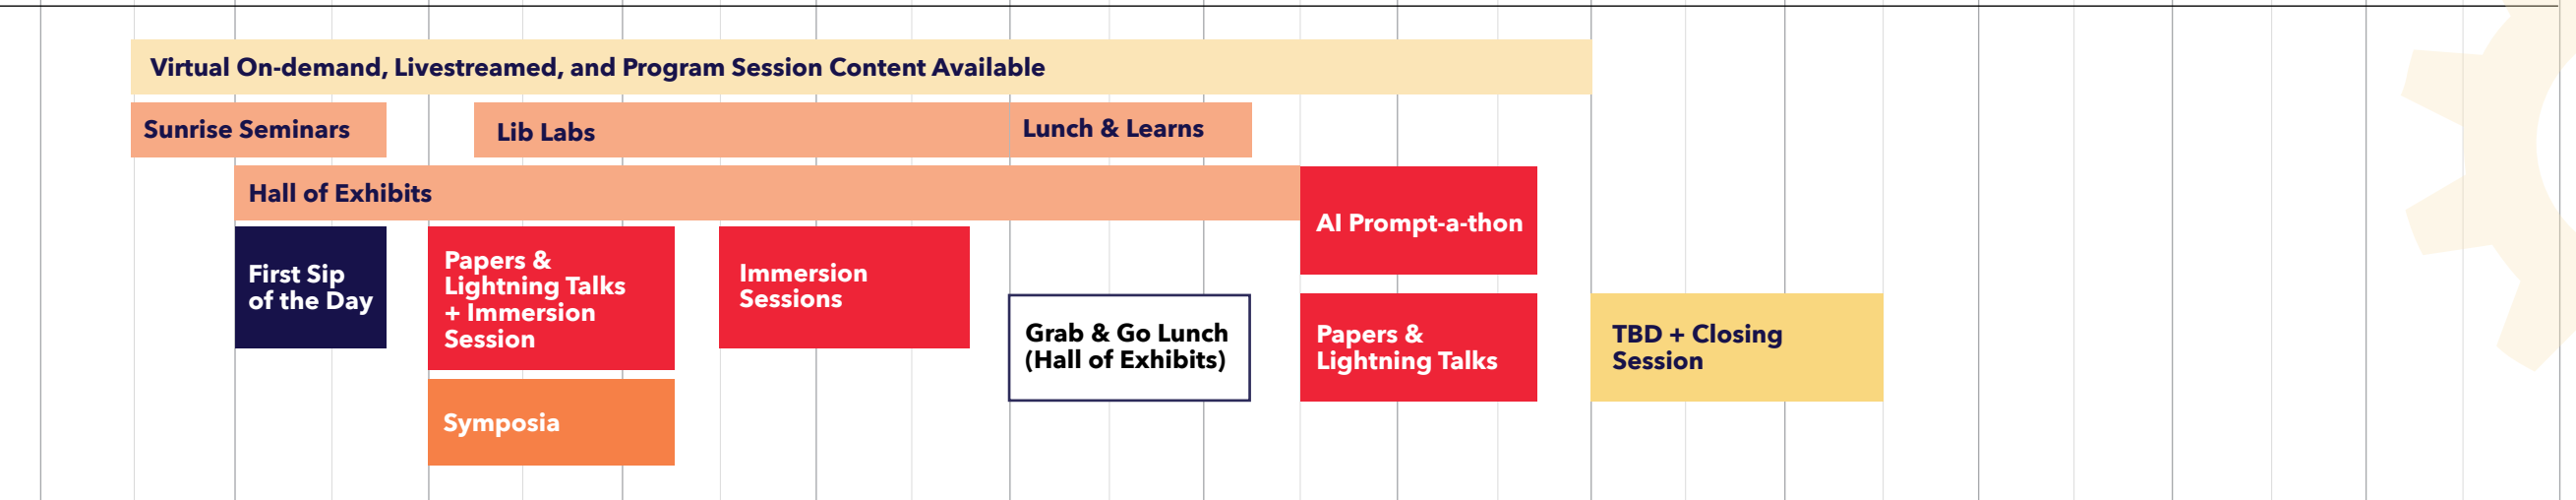 Virtual On-demand, Livestreamed, and Program Session Content Available
Sunrise Seminars
Lib Labs
Lunch & Learns
Hall of Exhibits
AI Prompt-a-thon
First Sip
of the Day
Papers &
Lightning Talks
+ Immersion
Session
Immersion
Sessions
Grab & Go Lunch
(Hall of Exhibits)
Papers &
Lightning Talks
TBD + Closing
Session
Symposia